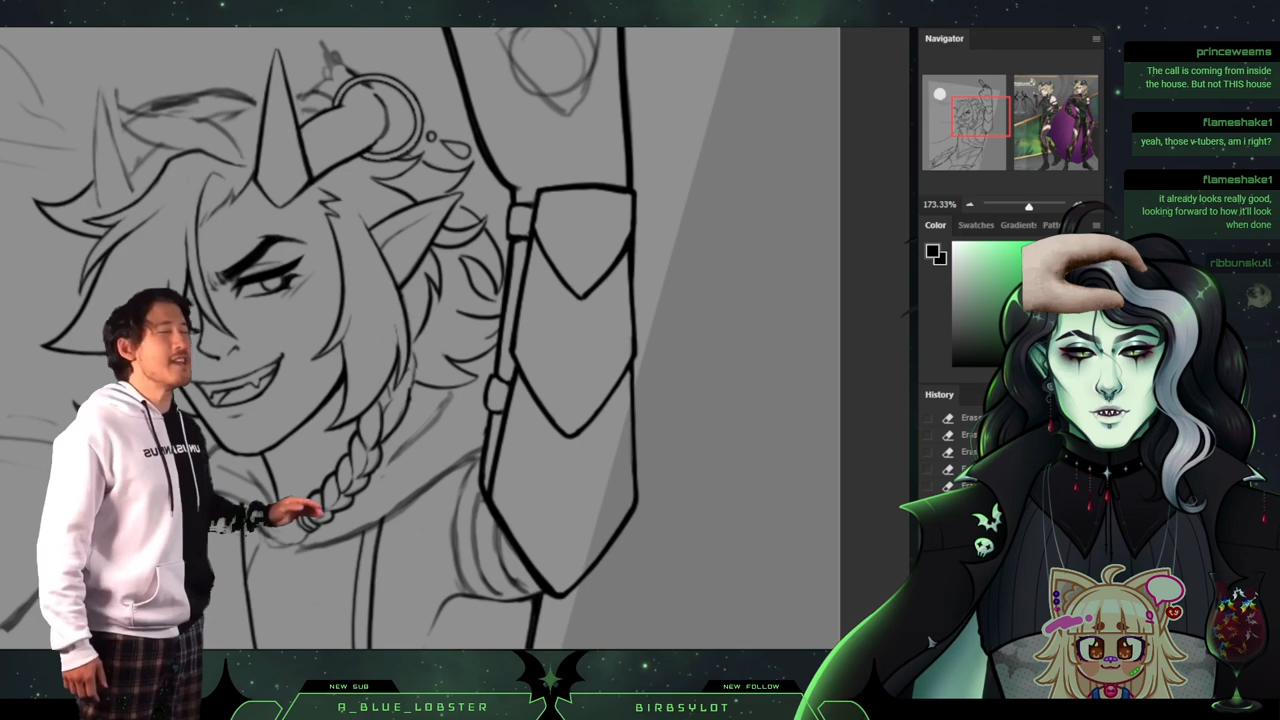 Navigator
173.33%
Color Swatches Gradients
History
princeweems
The call is coming from inside
the house. But not THIS house
flameshake1
yeah, those v-tubers, am i right?
flameshake1
it already looks really good,
looking forward to how it'll look
when done
ribbunskull
NEW SUB
A_BLUE_LOBSTER
NEW FOLLOW
BIRBSYLOT